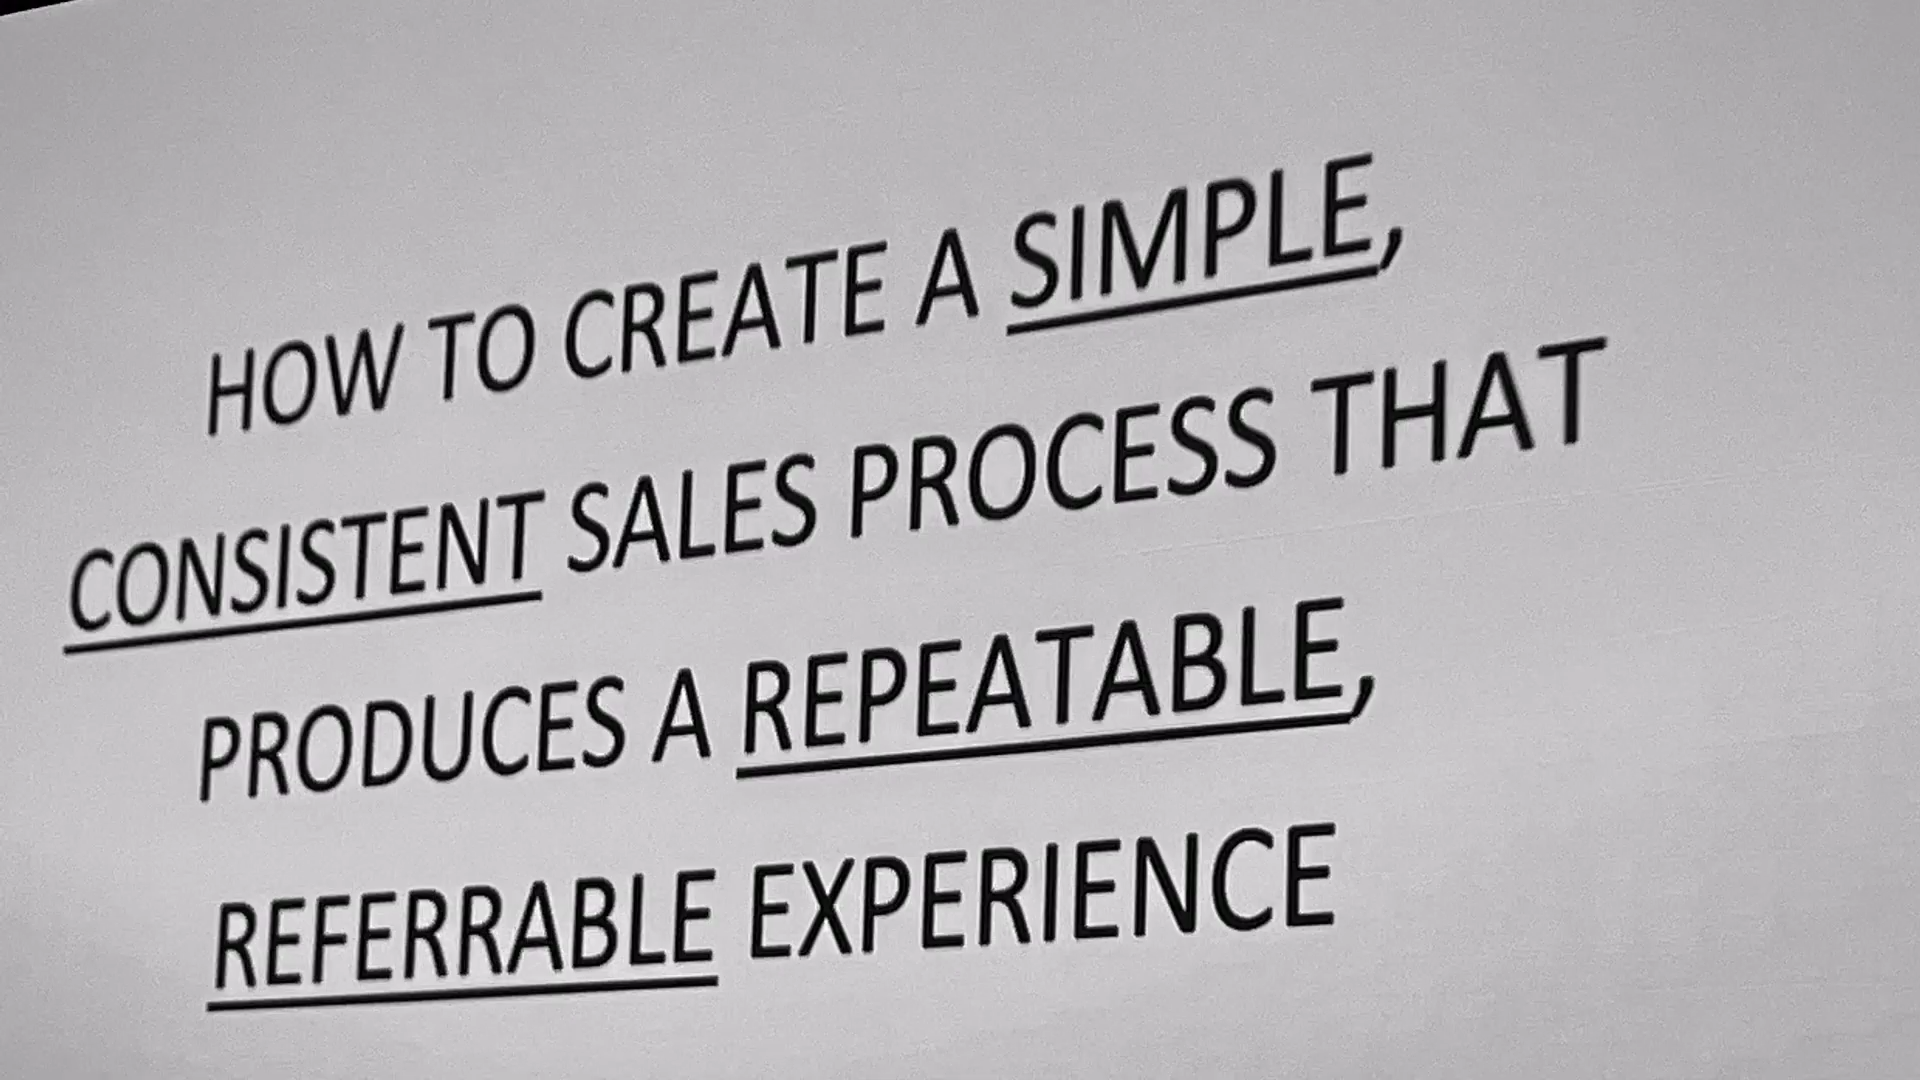 HOW TO CREATE A SIMPLE,
CONSISTENT SALES PROCESS THAT
PRODUCES A REPEATABLE,
REFERRABLE EXPERIENCE